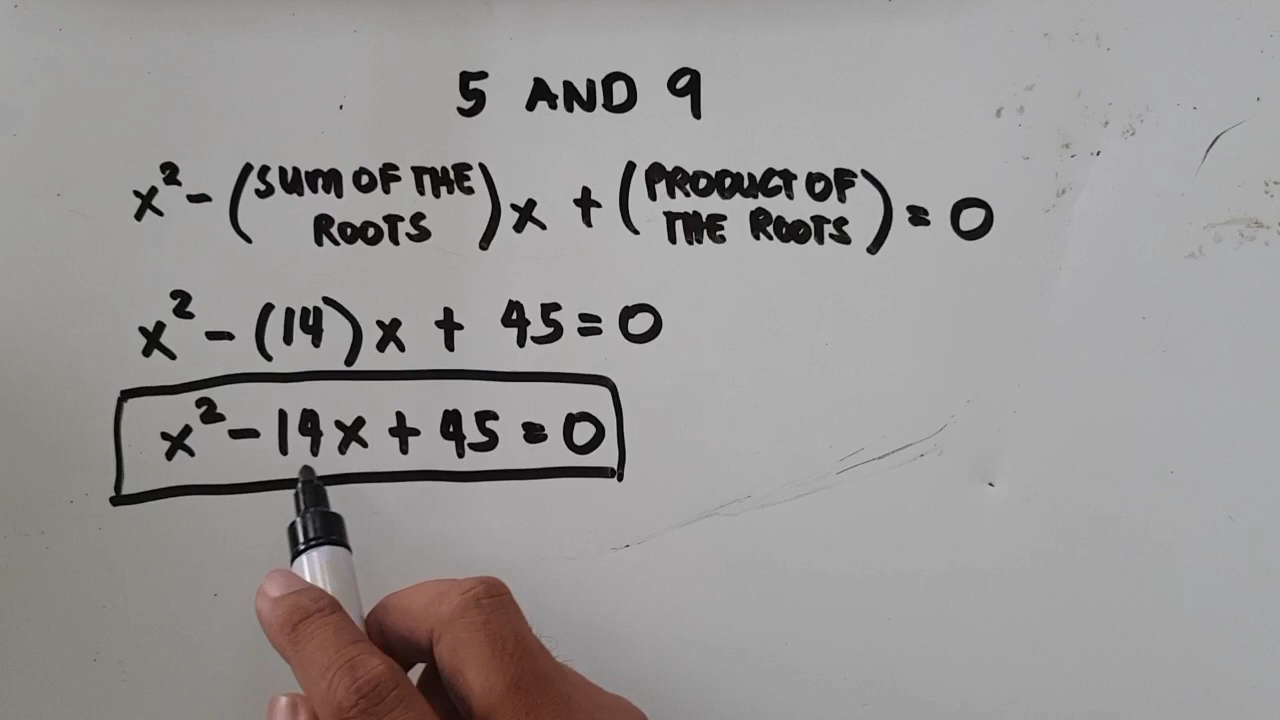 5 AND 9
x² - (SUM OF THE ROOTS)x + (PRODUCT OF THE ROOTS) = 0
x² - (14)x + 45 = 0
x² - 14x + 45 = 0